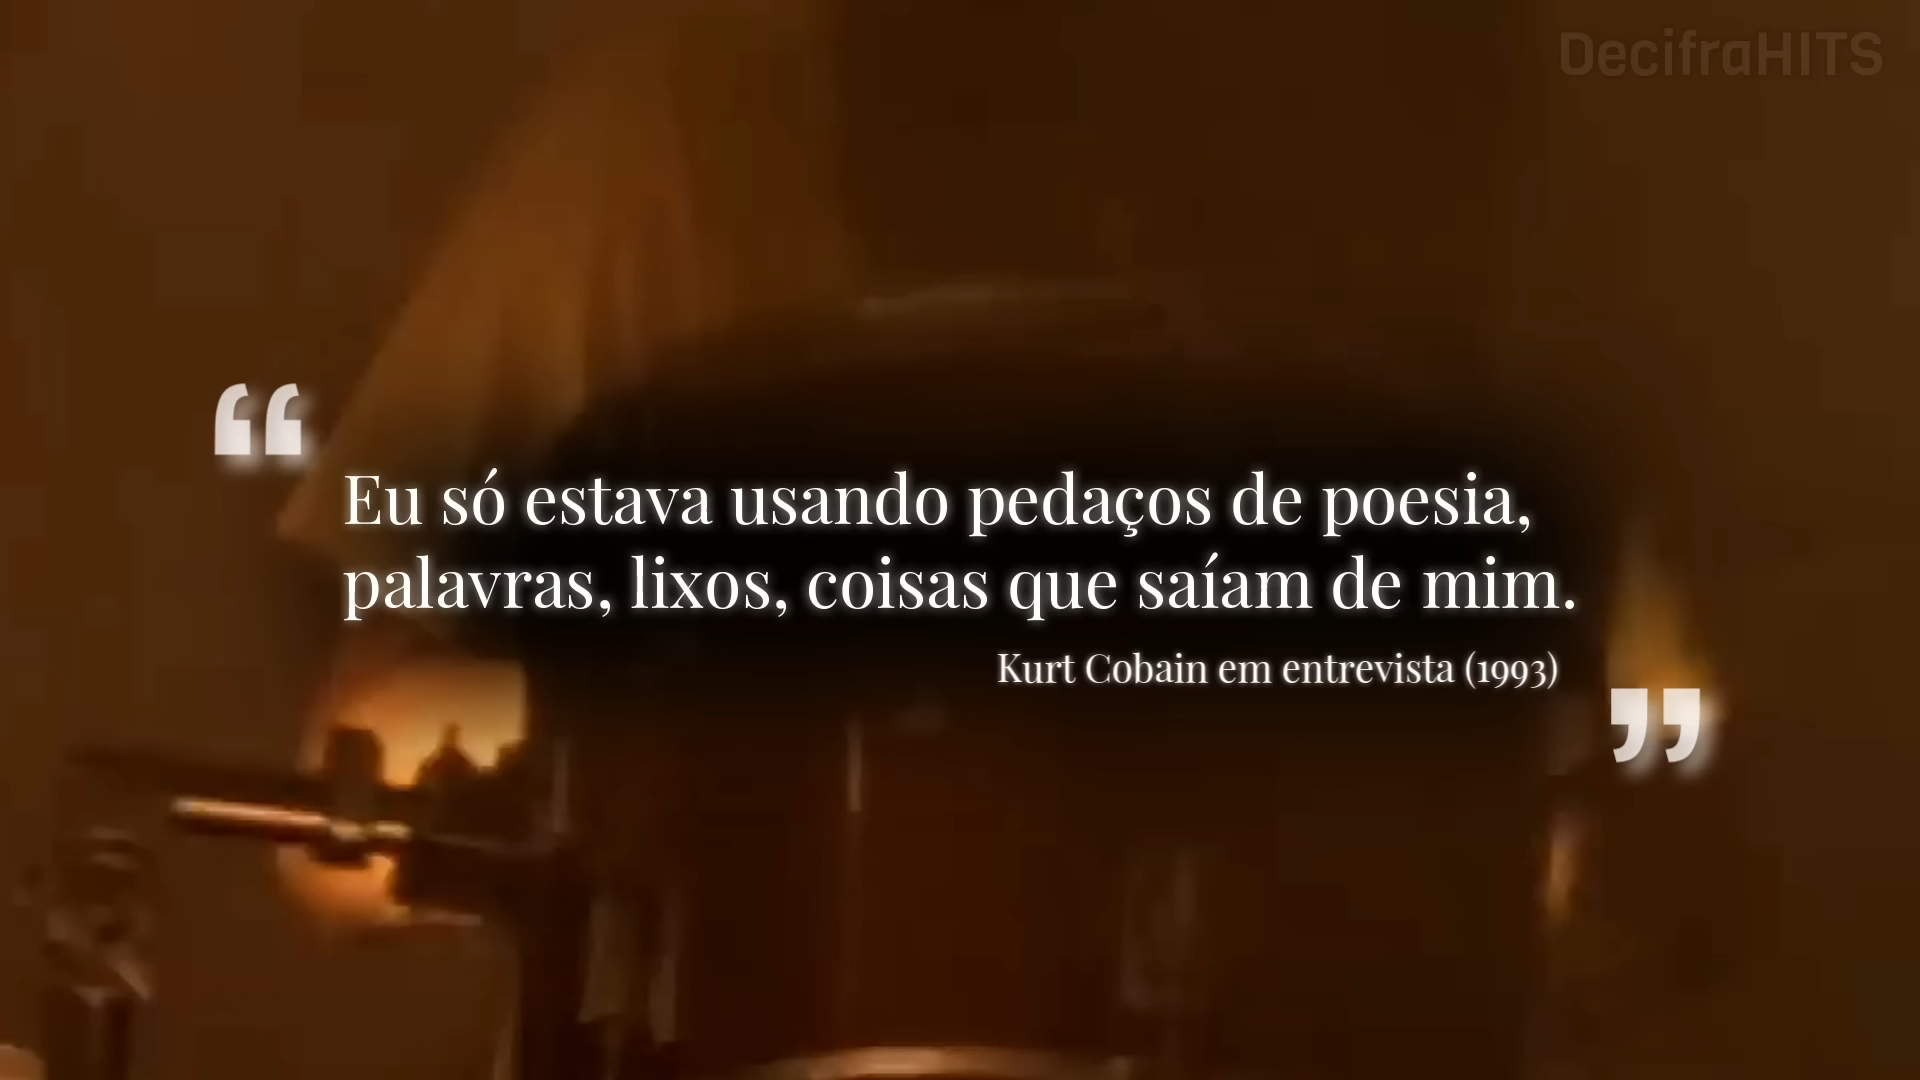 DecifraHITS
“
Eu só estava usando pedaços de poesia,
palavras, lixos, coisas que saíam de mim.
Kurt Cobain em entrevista (1993)
”